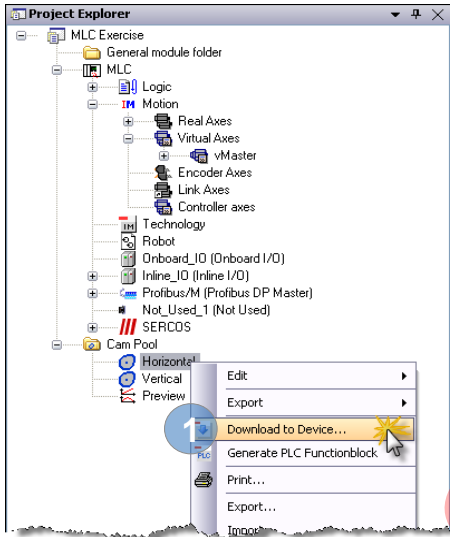 Project Explorer
MLC Exercise
General module folder
MLC
Logic
IM Motion
Real Axes
Virtual Axes
vMaster
Encoder Axes
Link Axes
Controller axes
IM Technology
Robot
Onboard_IO (Onboard I/O)
Inline_IO (Inline I/O)
Profibus/M (Profibus DP Master)
Not_Used_1 (Not Used)
SERCOS
Cam Pool
Horizontal
Vertical
Preview
Edit
Export
1 Download to Device...
PLC Generate PLC Functionblock
Print...
Export...
Import...